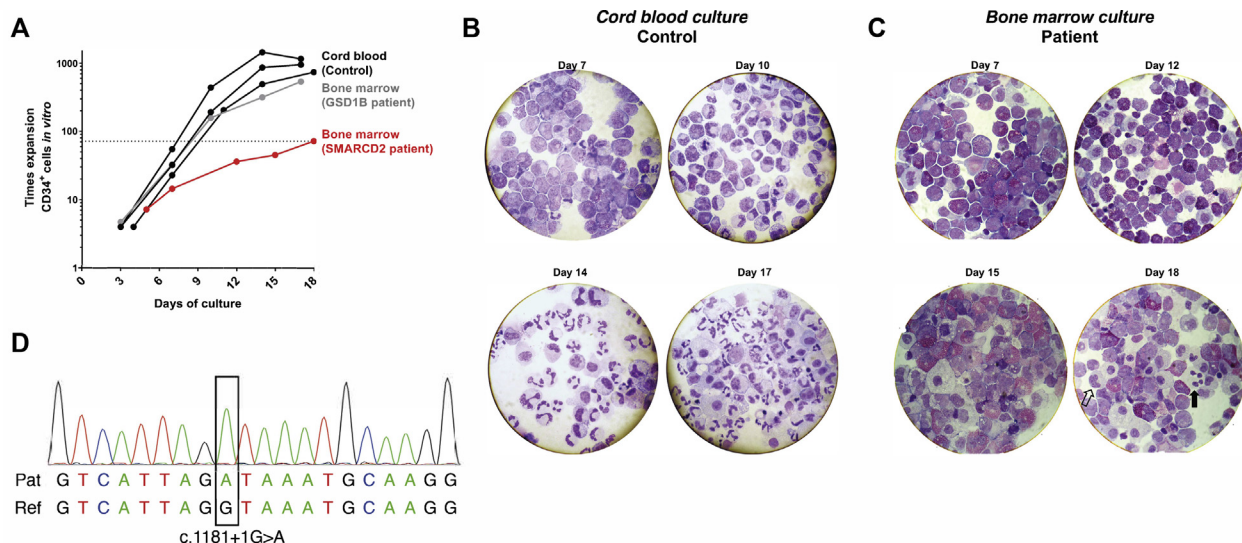 A
Times expansion
CD34+ cells in vitro
1000
100
10
1
0
3
6
9
12
15
18
Days of culture
Cord blood
(Control)
Bone marrow
(GSD1B patient)
Bone marrow
(SMARCD2 patient)
B
Cord blood culture
Control
Day 7
Day 10
Day 14
Day 17
C
Bone marrow culture
Patient
Day 7
Day 12
Day 15
Day 18
D
Pat G T C A T T A G A T A A A T G C A A G G
Ref G T C A T T A G G T A A A T G C A A G G
c.1181+1G>A